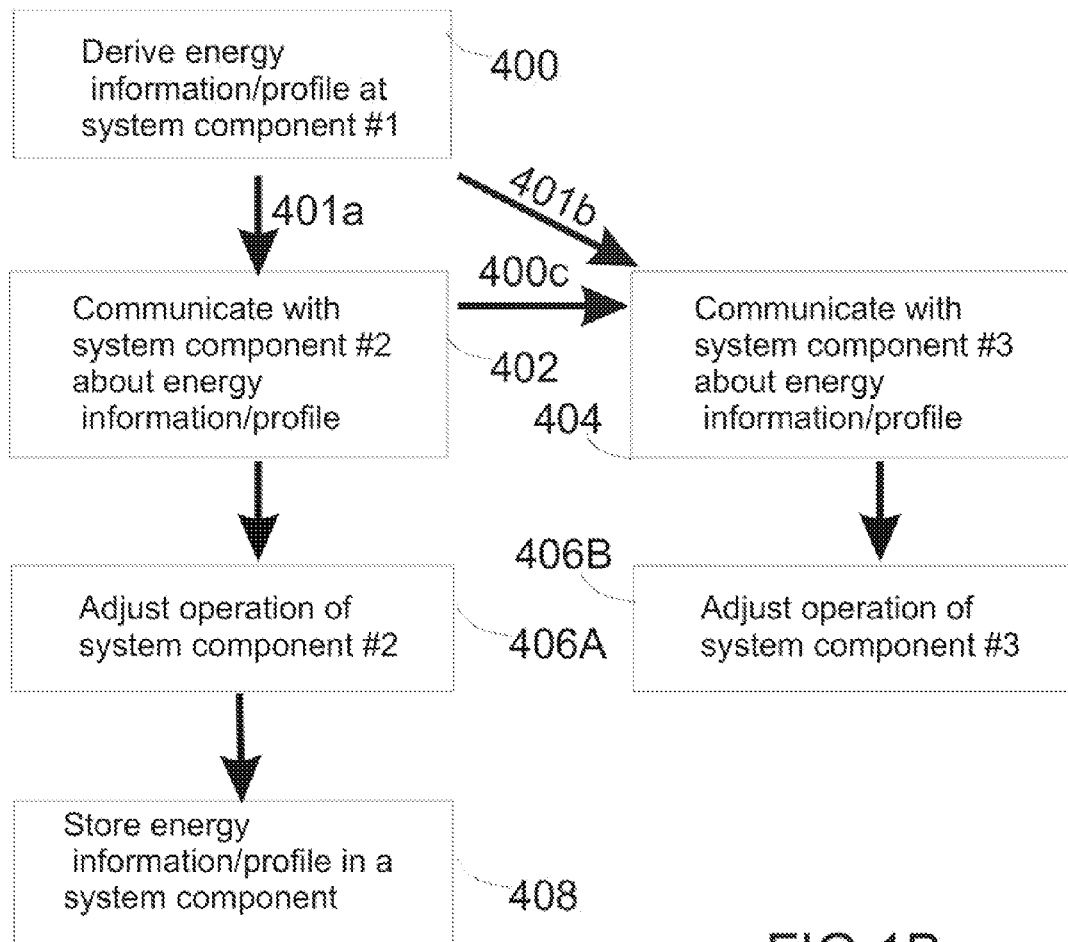 Derive energy
information/profile at
system component #1
400
401a
401b
400c
Communicate with
system component #2
about energy
information/profile
402
Communicate with
system component #3
about energy
information/profile
404
Adjust operation of
system component #2
406A
406B
Adjust operation of
system component #3
Store energy
information/profile in a
system component
408
FIG.1B